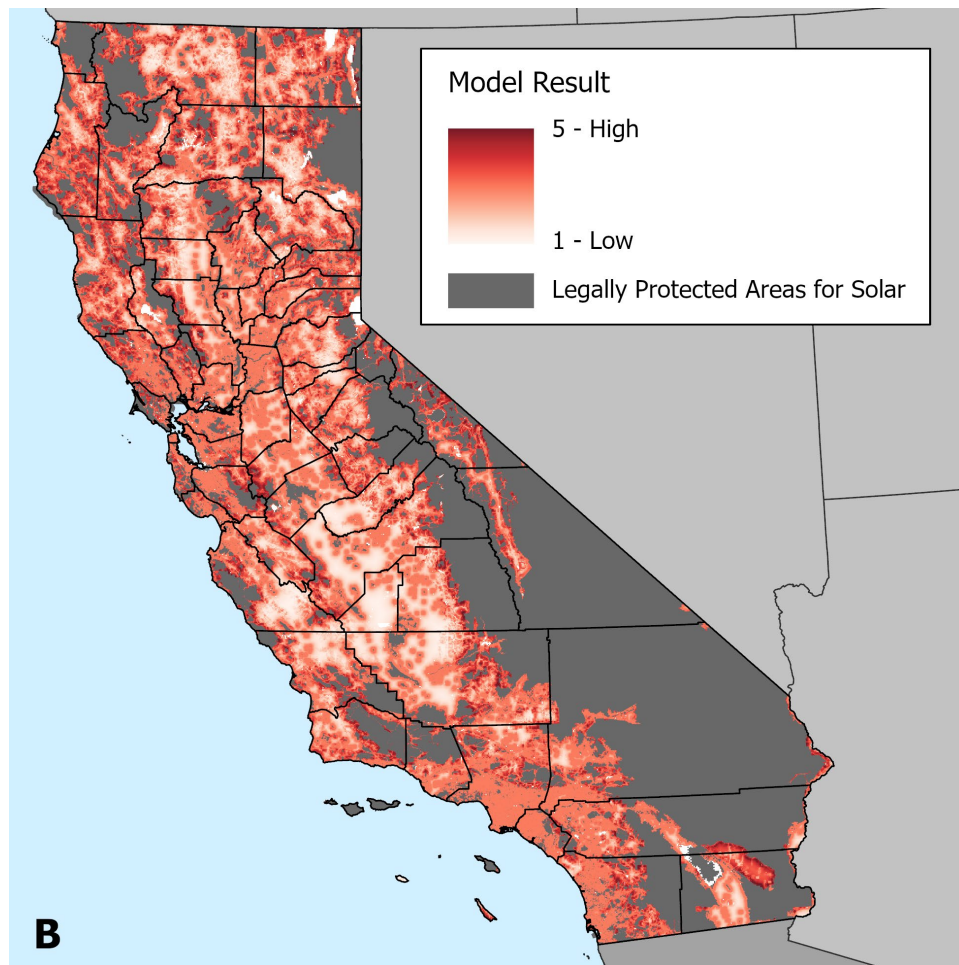 Model Result
5 - High
1 - Low
Legally Protected Areas for Solar
B